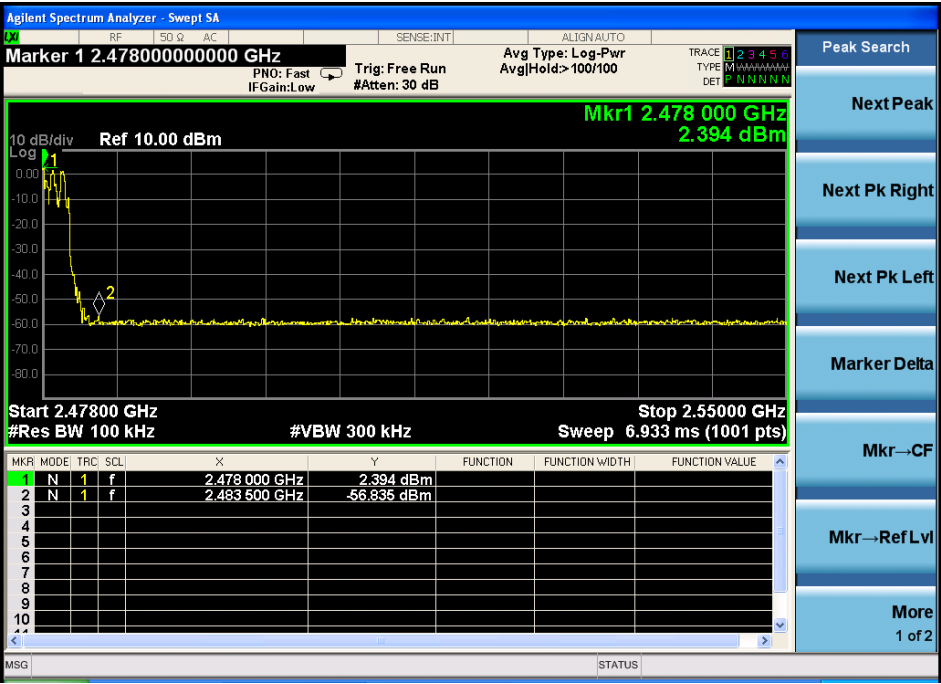 Agilent Spectrum Analyzer - Swept SA
LXI RF 50 Ω AC SENSE:INT ALIGN AUTO
Marker 1 2.478000000000 GHz
PNO: Fast
IFGain:Low
Trig: Free Run
#Atten: 30 dB
Avg Type: Log-Pwr
Avg|Hold:> 100/100
TRACE 1 2 3 4 5 6
TYPE M
DET P N N N N N
Mkr1 2.478 000 GHz
2.394 dBm
10 dB/div Ref 10.00 dBm
Log
1
0.00
-10.0
-20.0
-30.0
-40.0
2
-50.0
-60.0
-70.0
-80.0
Start 2.47800 GHz Stop 2.55000 GHz
#Res BW 100 kHz #VBW 300 kHz Sweep 6.933 ms (1001 pts)
MKR MODE TRC SCL X Y FUNCTION FUNCTION WIDTH FUNCTION VALUE
1 N 1 f 2.478 000 GHz 2.394 dBm
2 N 1 f 2.483 500 GHz -56.835 dBm
3
4
5
6
7
8
9
10
11
MSG STATUS
Peak Search
Next Peak
Next Pk Right
Next Pk Left
Marker Delta
Mkr→CF
Mkr→Ref Lvl
More
1 of 2